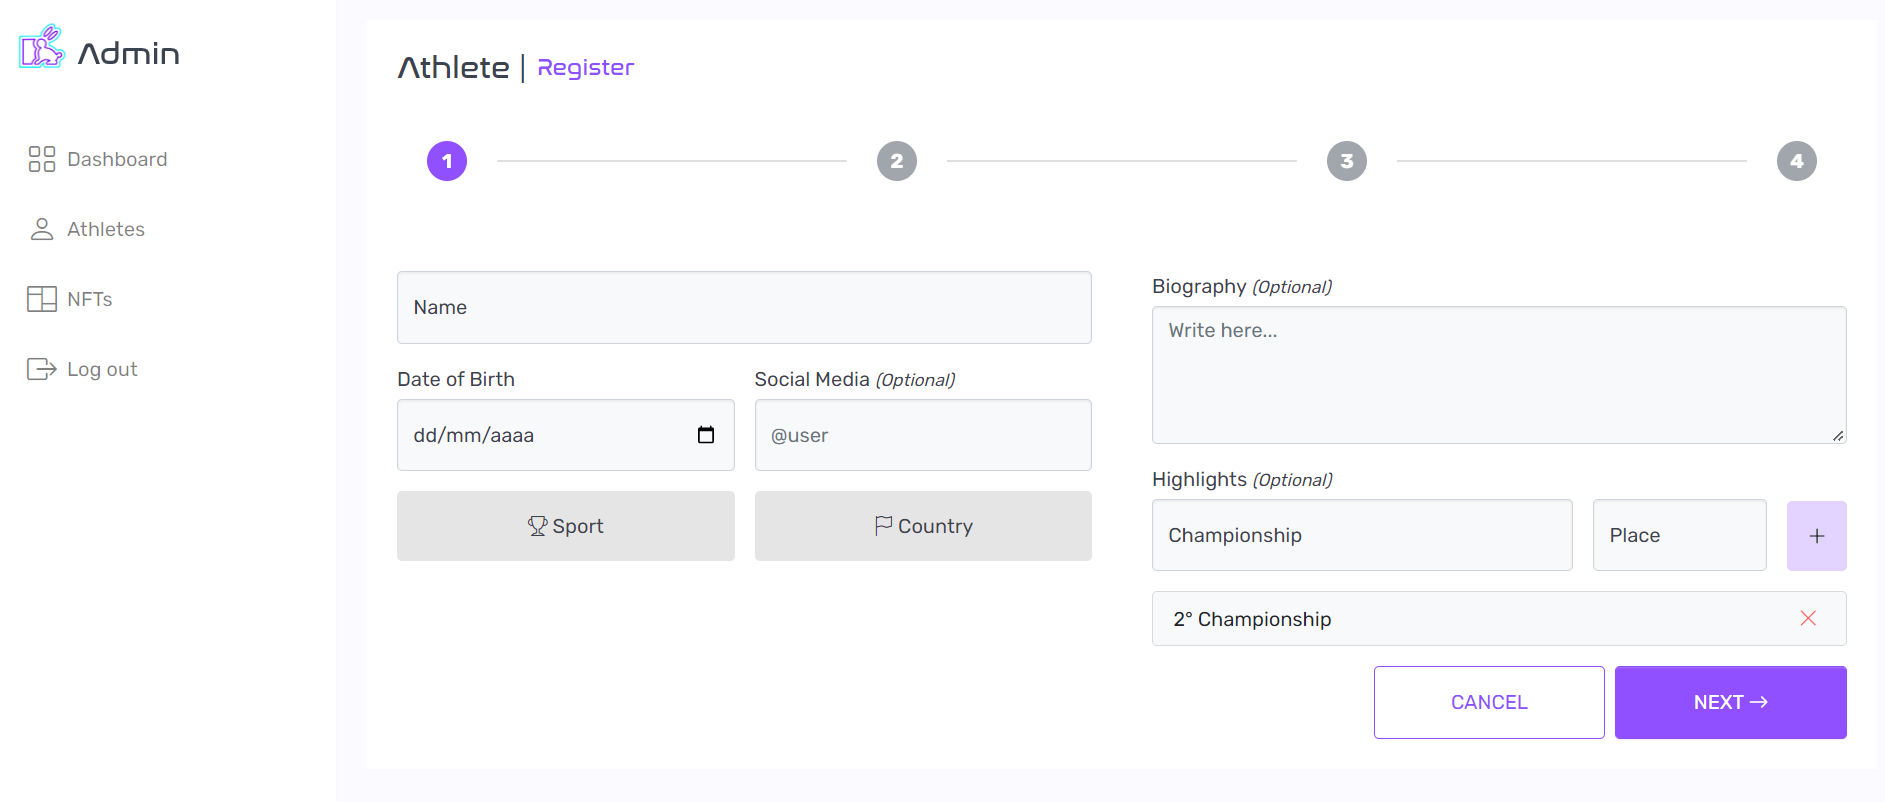 Admin
Dashboard
Athletes
NFTs
Log out
Athlete | Register
1
2
3
4
Name
Date of Birth
dd/mm/aaaa
Social Media (Optional)
@user
Sport
Country
Biography (Optional)
Write here...
Highlights (Optional)
Championship
Place
+
2° Championship
CANCEL
NEXT →